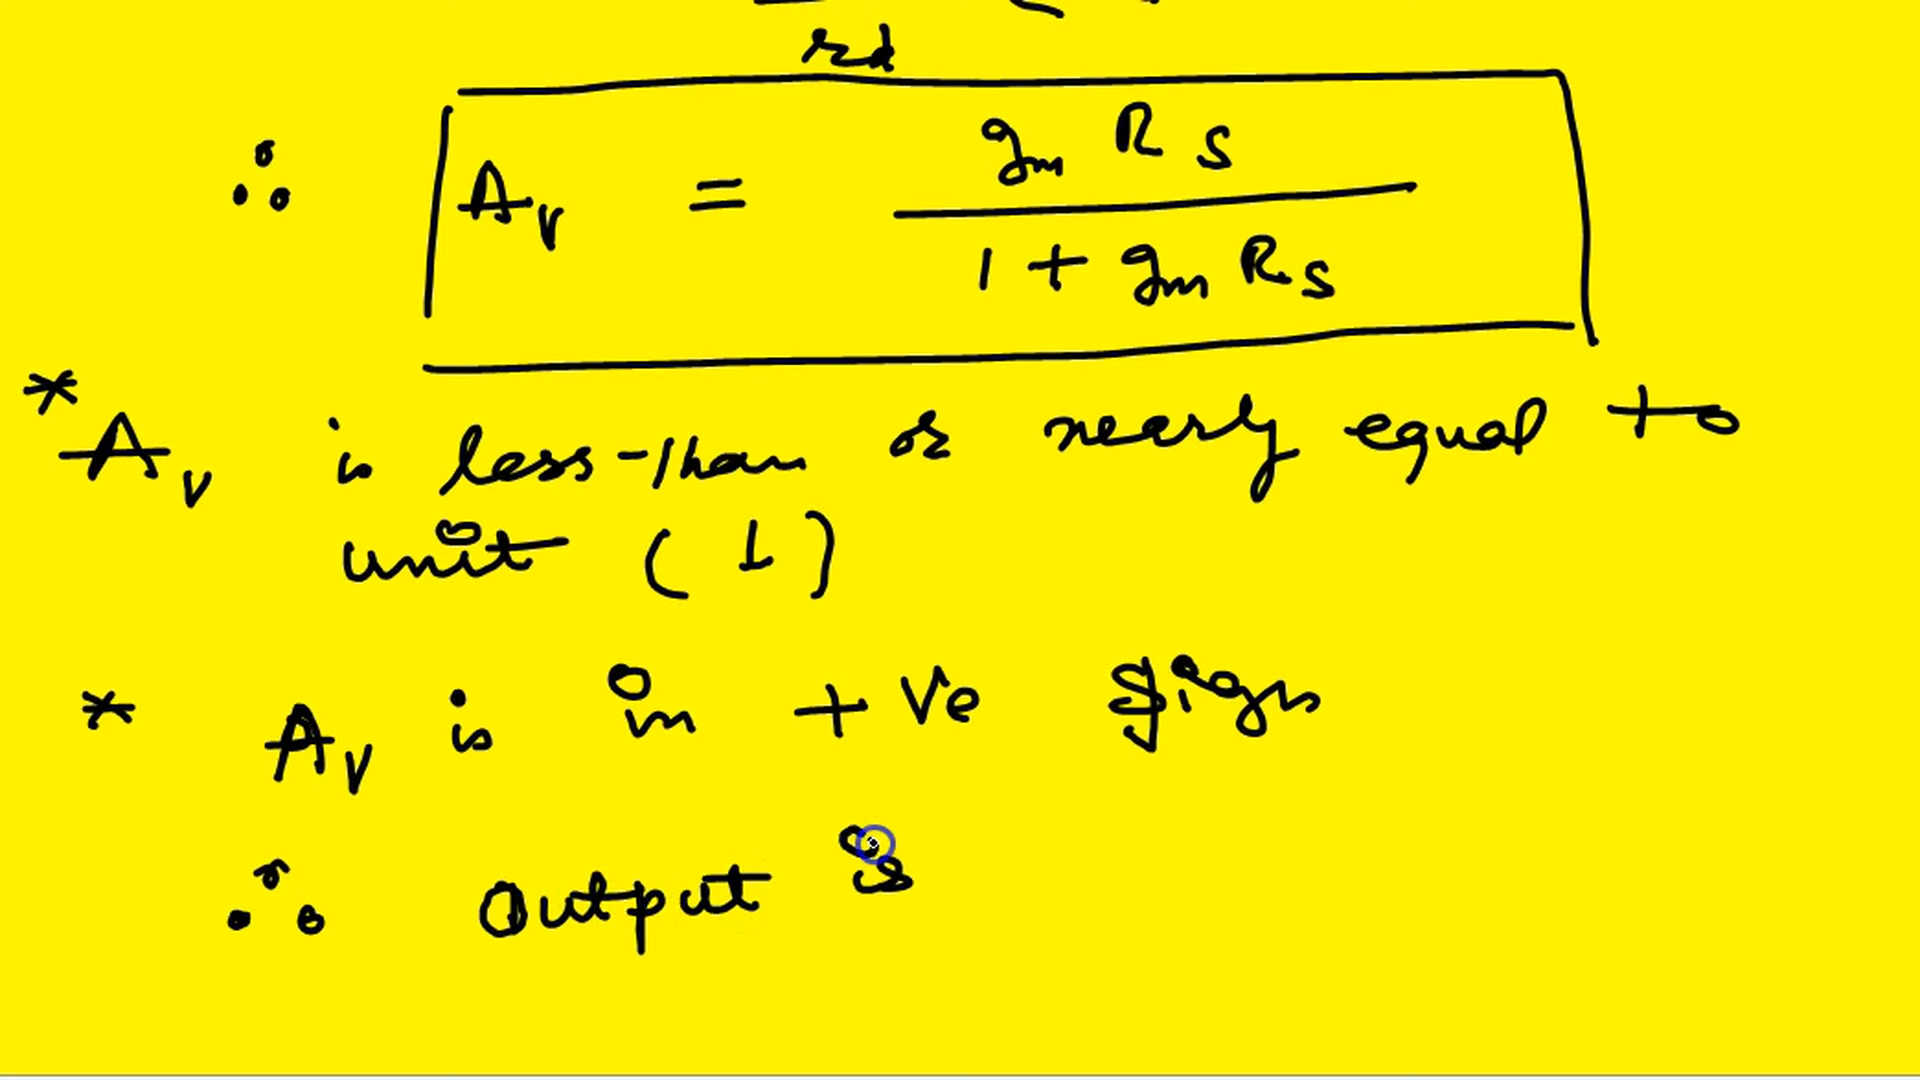 rd
∴ Av = gm Rs / 1 + gm Rs
* Av is less than or nearly equal to
unit (1)
* Av is in +ve sign
∴ Output is